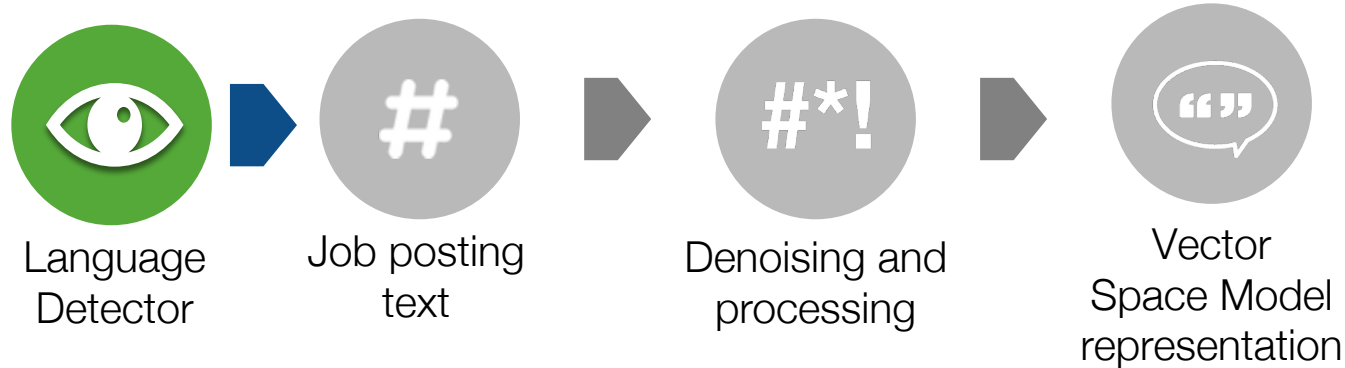 #
#*!
“”
Language
Detector
Job posting
text
Denoising and
processing
Vector
Space Model
representation